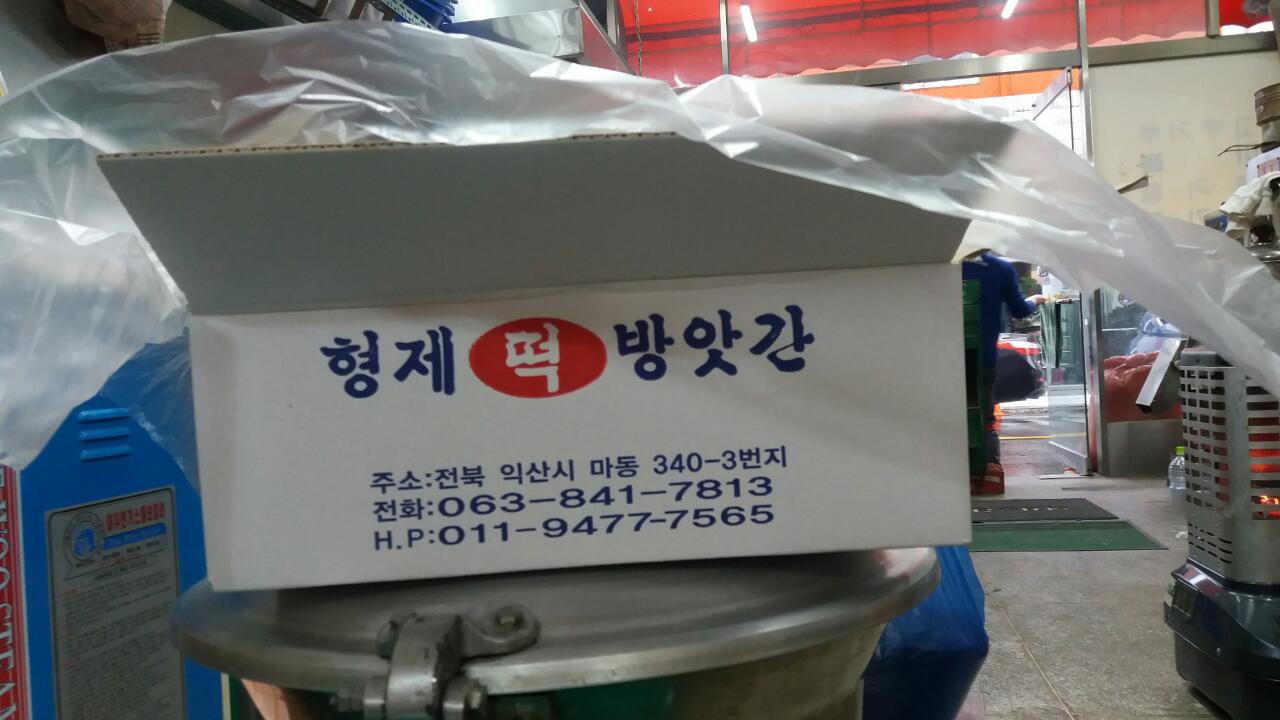 형제 떡 방앗간
주소:전북 익산시 마동 340-3번지
전화:063-841-7813
H.P:011-9477-7565